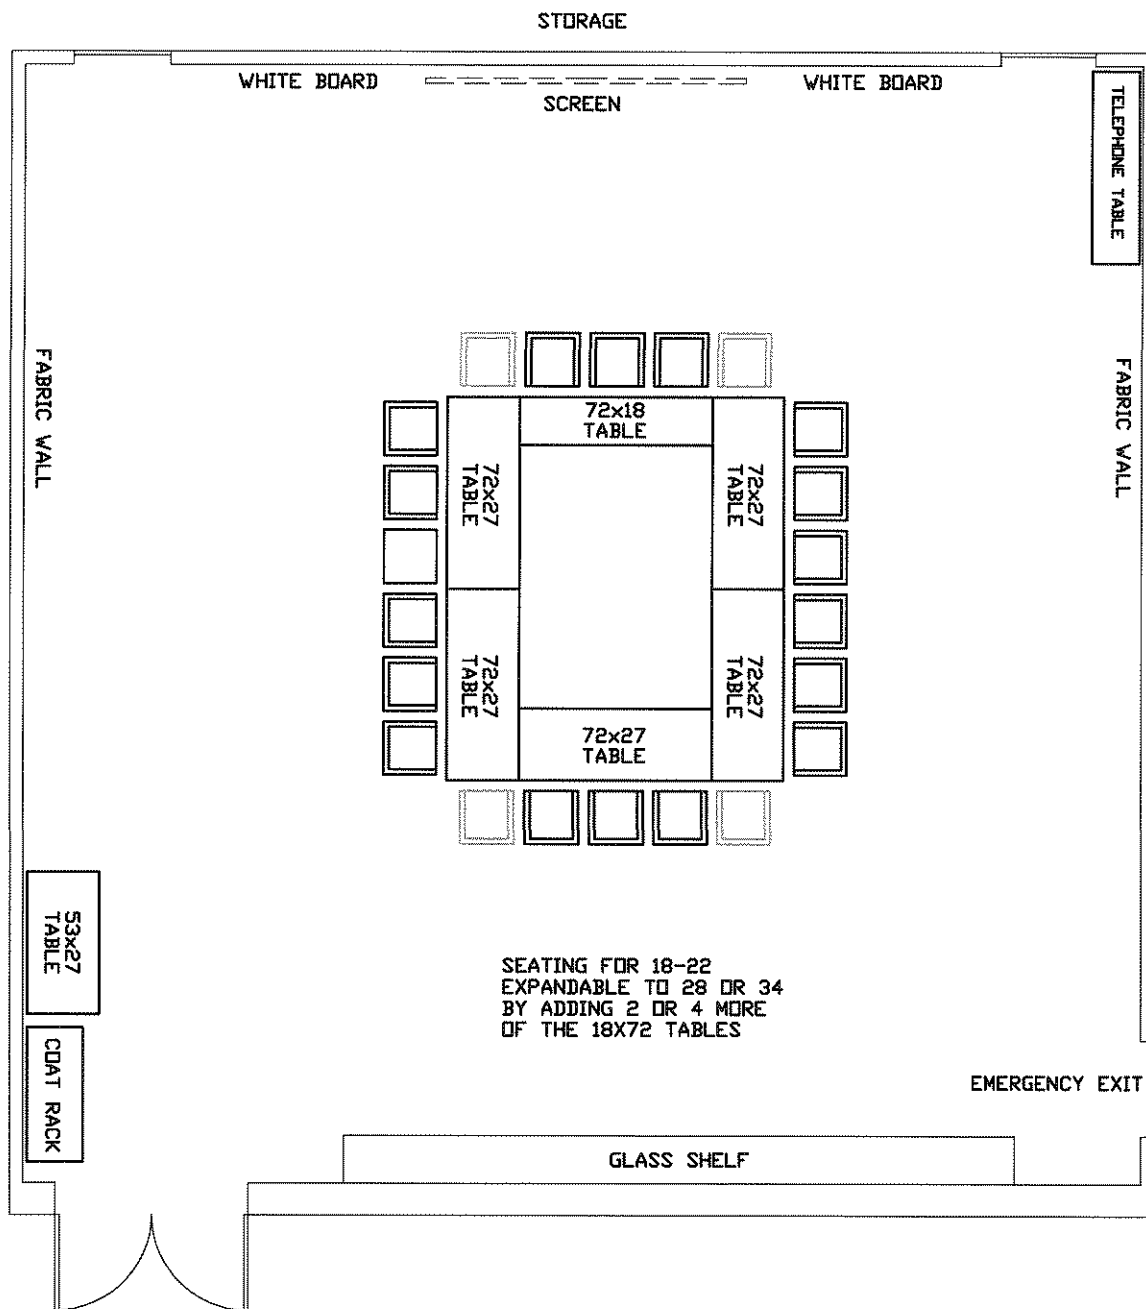 STORAGE
WHITE BOARD
WHITE BOARD
SCREEN
TELEPHONE TABLE
FABRIC WALL
FABRIC WALL
72x18
TABLE
72x27
TABLE
72x27
TABLE
72x27
TABLE
72x27
TABLE
72x27
TABLE
53x27
TABLE
SEATING FOR 18-22
EXPANDABLE TO 28 OR 34
BY ADDING 2 OR 4 MORE
OF THE 18X72 TABLES
COAT RACK
EMERGENCY EXIT
GLASS SHELF